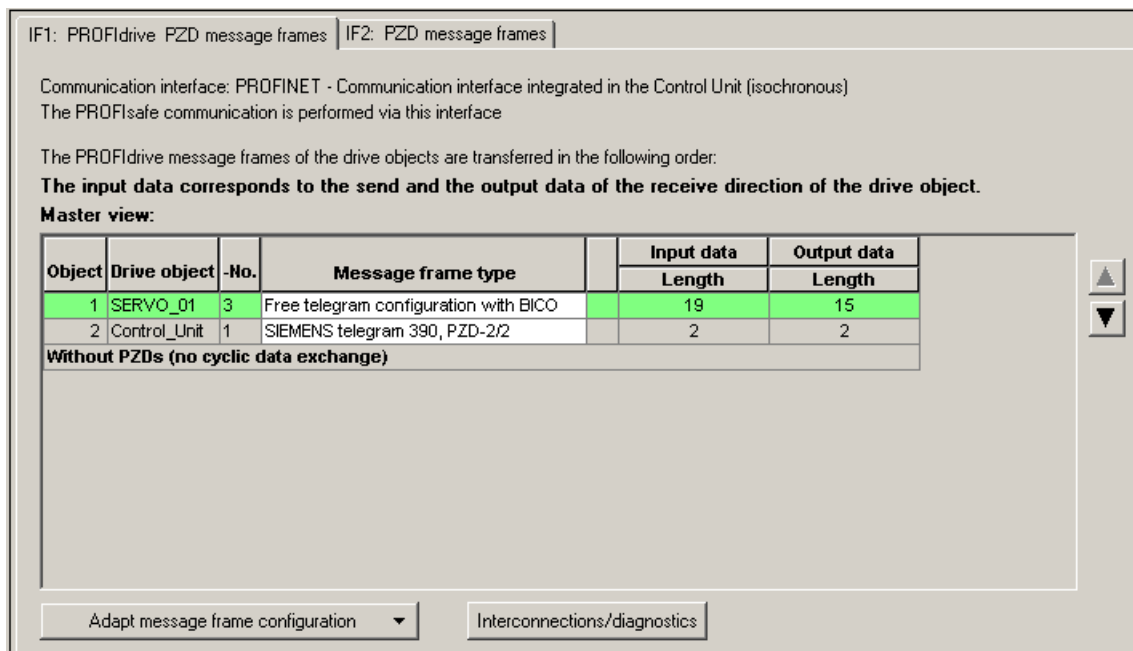 IF1: PROFIdrive PZD message frames IF2: PZD message frames
Communication interface: PROFINET - Communication interface integrated in the Control Unit (isochronous)
The PROFIsafe communication is performed via this interface
The PROFIdrive message frames of the drive objects are transferred in the following order:
The input data corresponds to the send and the output data of the receive direction of the drive object.
Master view:
Object Drive object -No. Message frame type Input data Output data
Length Length
1 SERVO_01 3 Free telegram configuration with BICO 19 15
2 Control_Unit 1 SIEMENS telegram 390, PZD-2/2 2 2
Without PZDs (no cyclic data exchange)
Adapt message frame configuration Interconnections/diagnostics